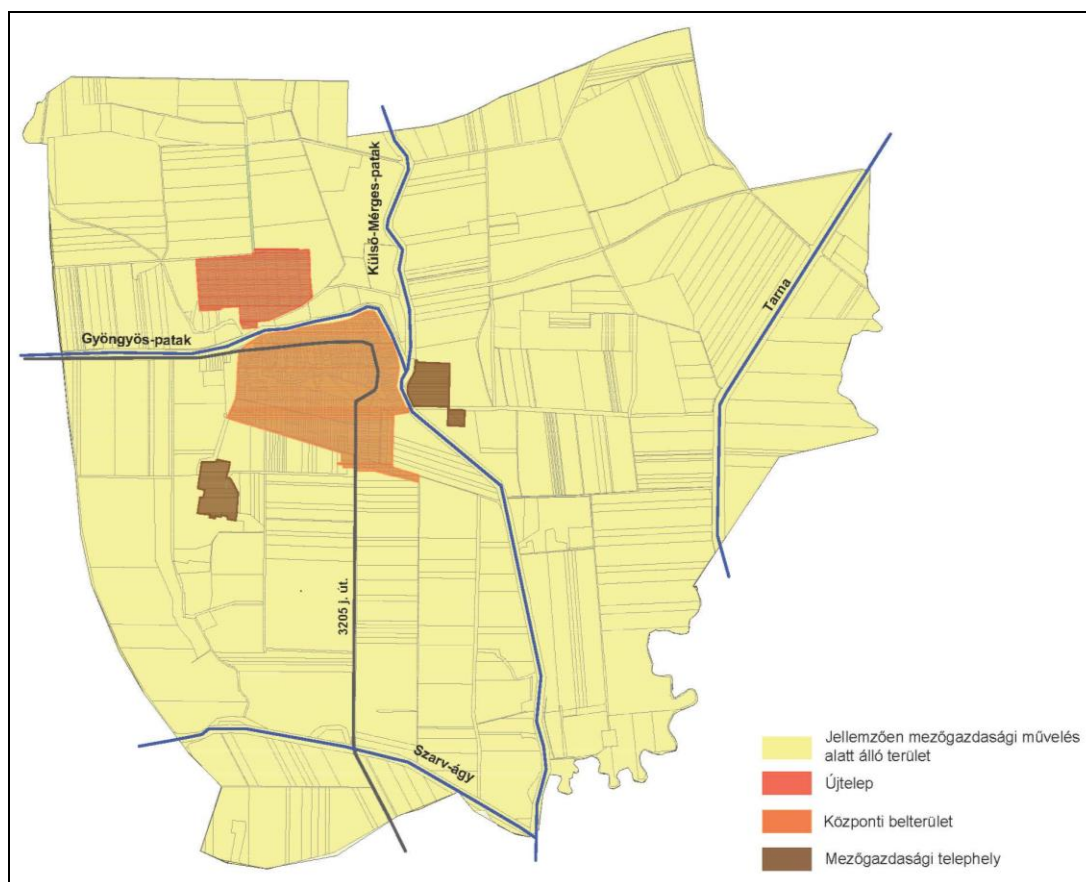 Külső-Mérges-patak
Tarna
Gyöngyös-patak
3205 j. út.
Szarv-ágy
Jellemzően mezőgazdasági művelés
alatt álló terület
Újtelep
Központi belterület
Mezőgazdasági telephely